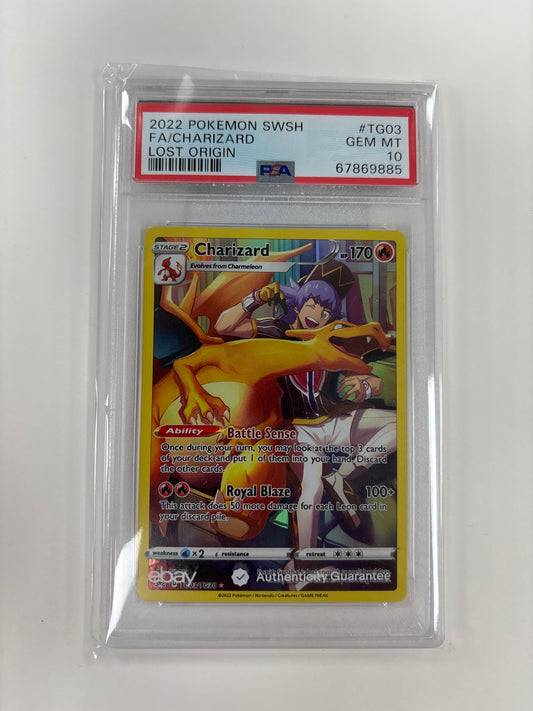 2022 POKEMON SWSH #TG03
FA/CHARIZARD GEM MT
LOST ORIGIN 10
PSA 67869885
STAGE 2 Charizard HP 170
Evolves from Charmeleon
Ability Battle Sense
Once during your turn, you may look at the top 3 cards
of your deck and put 1 of them into your hand. Discard
the other cards.
Royal Blaze 100+
This attack does 50 more damage for each Leon card in
your discard pile.
weakness ×2 resistance retreat
ebay Authenticity Guarantee
©2022 Pokémon / Nintendo / Creatures / GAME FREAK